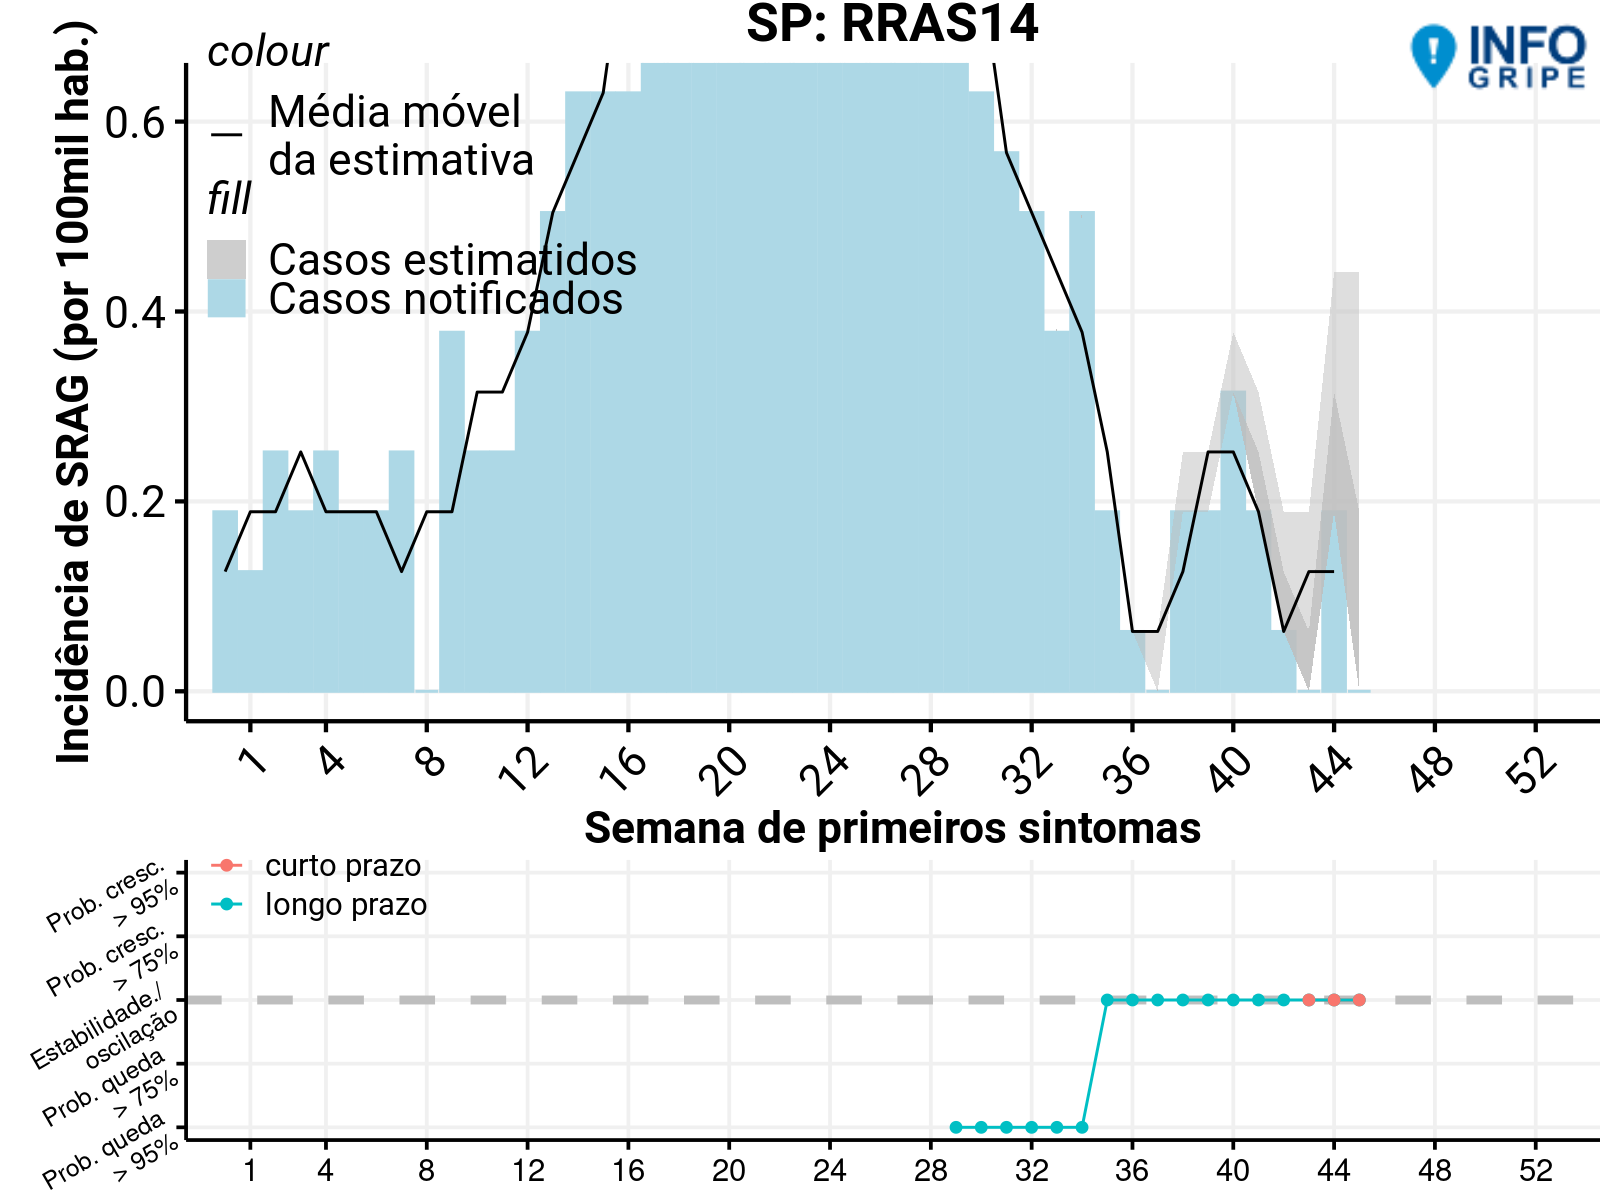 SP: RRAS14
INFO
GRIPE
Incidência de SRAG (por 100mil hab.)
colour
Média móvel
da estimativa
fill
Casos estimatidos
Casos notificados
0.6
0.4
0.2
0.0
1 4 8 12 16 20 24 28 32 36 40 44 48 52
Semana de primeiros sintomas
curto prazo
longo prazo
Prob. cresc.
> 95%
Prob. cresc.
> 75%
Estabilidade./
oscilação
Prob. queda
> 75%
Prob. queda
> 95%
1 4 8 12 16 20 24 28 32 36 40 44 48 52